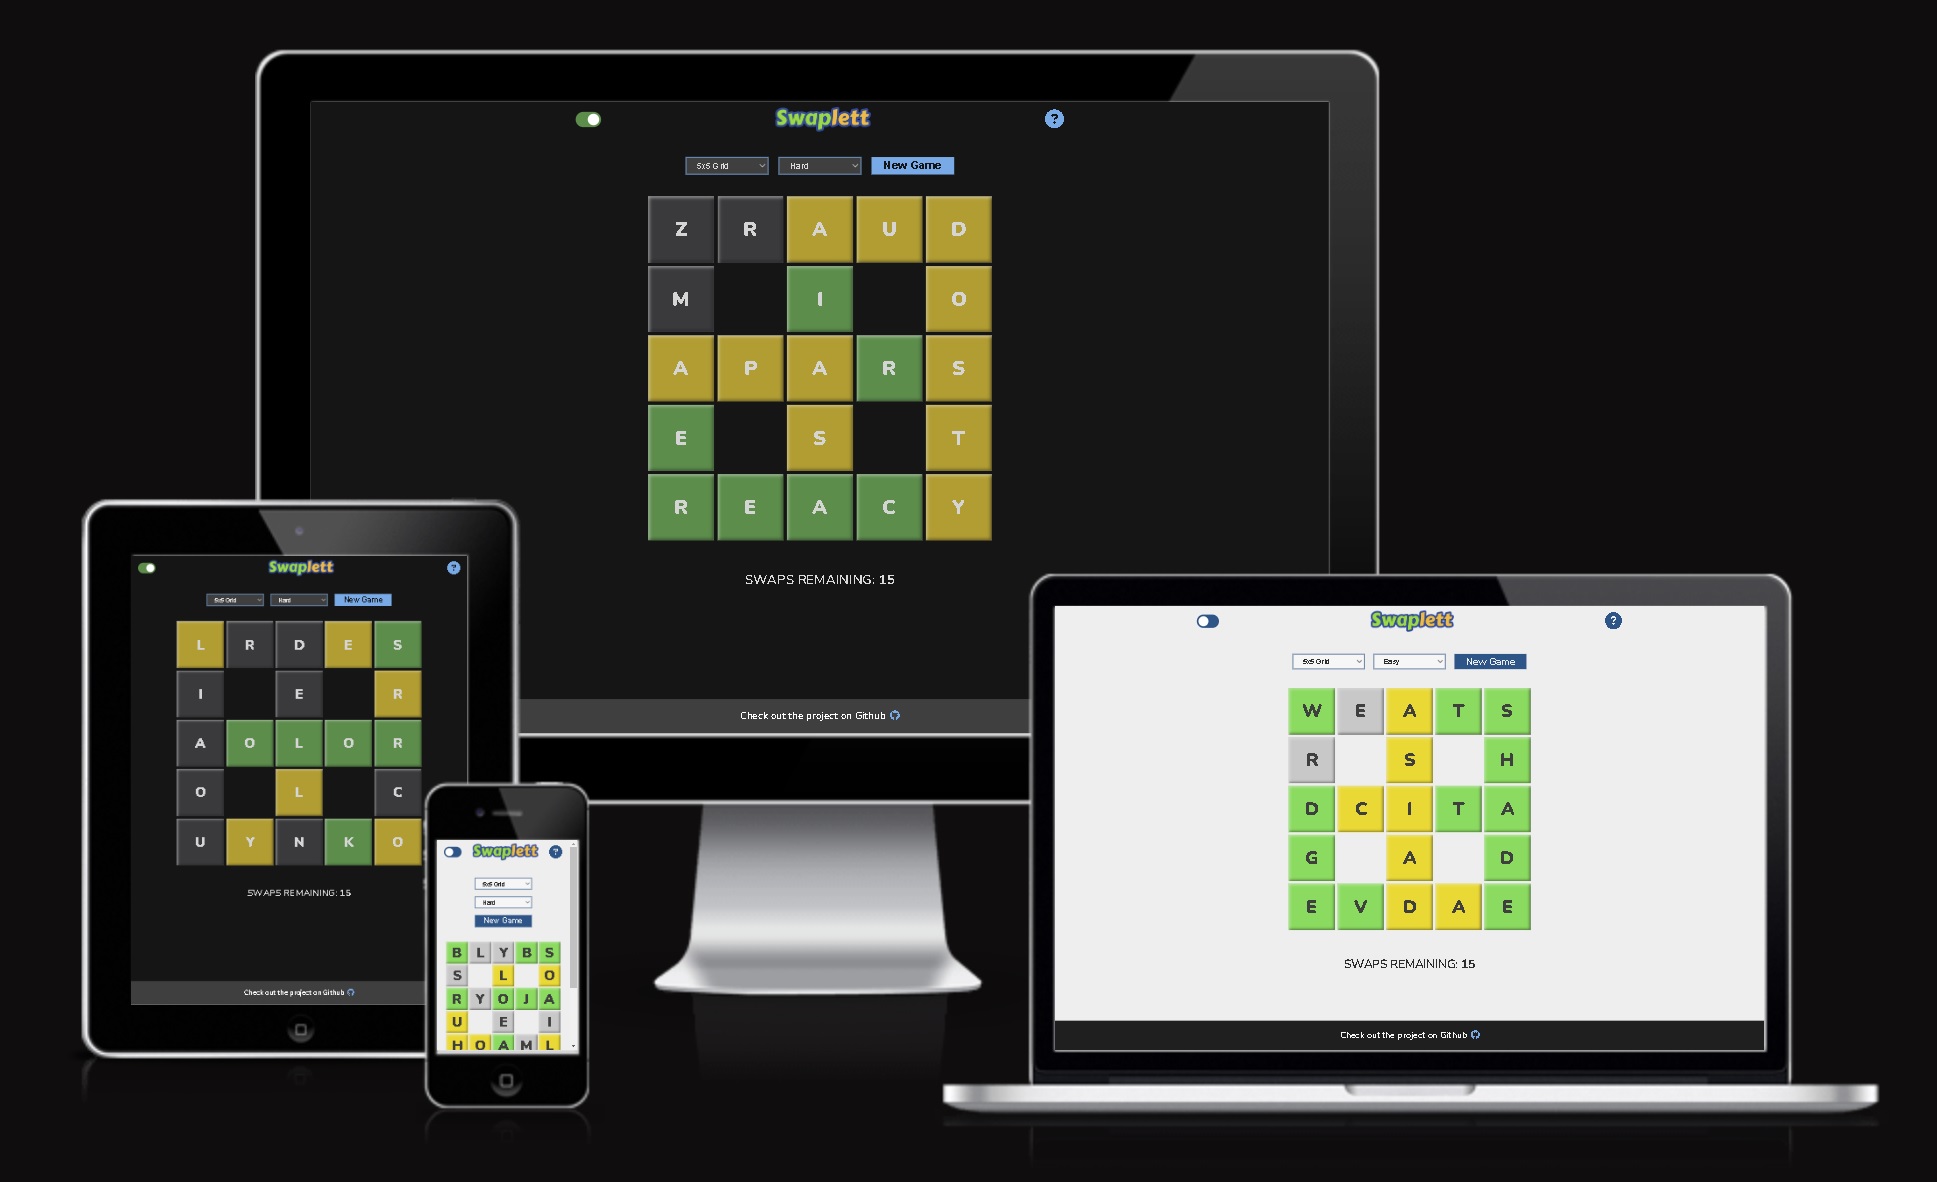 Swaplett
?
5x5 Grid Hard New Game
Z R A U D
M I O
A P A R S
E S T
R E A C Y
SWAPS REMAINING: 15
Check out the project on Github
Swaplett
?
5x5 Grid Hard New Game
L R D E S
I E R
A O L O R
O L C
U Y N K O
SWAPS REMAINING: 15
Check out the project on Github
Swaplett
?
5x5 Grid
Hard
New Game
B L Y B S
S L O
R Y O J A
U E I
H O A M L
Swaplett
?
5x5 Grid Easy New Game
W E A T S
R S H
D C I T A
G A D
E V D A E
SWAPS REMAINING: 15
Check out the project on Github